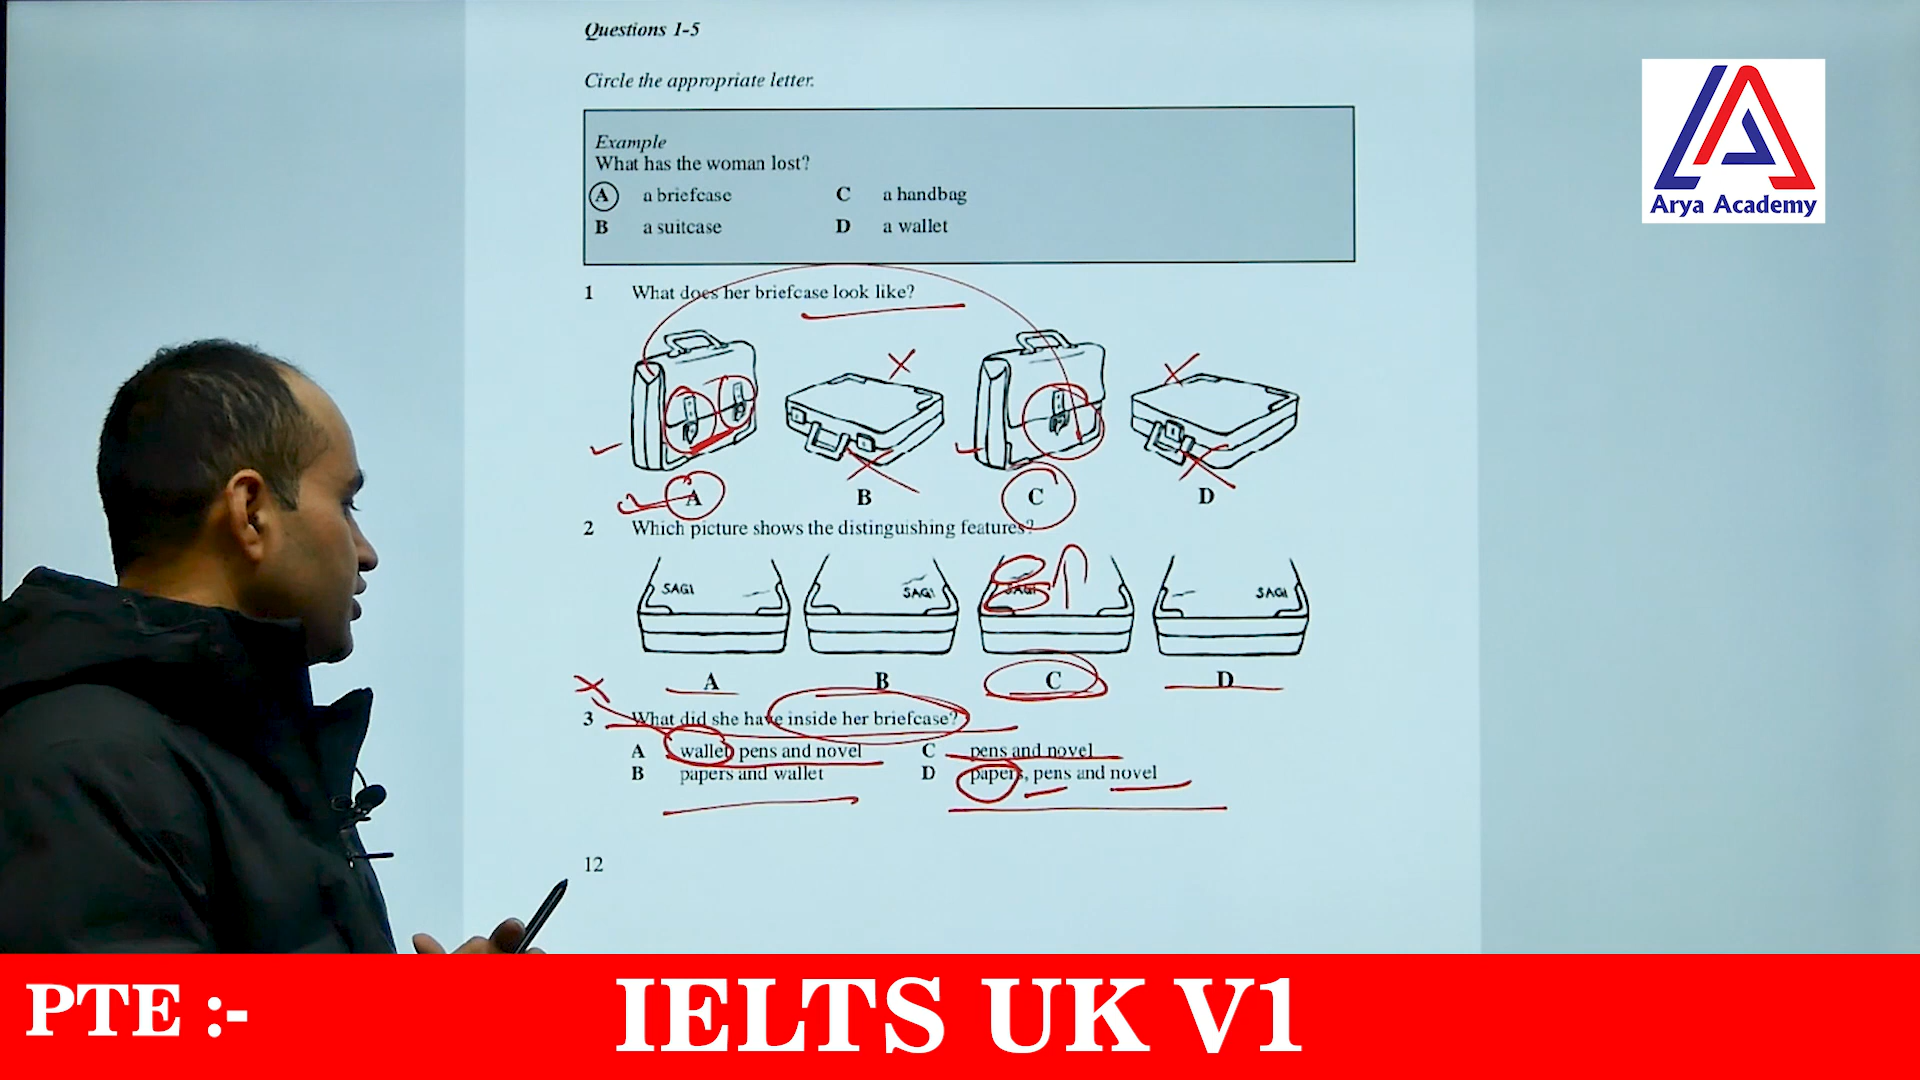 Questions 1-5
Circle the appropriate letter.
Example
What has the woman lost?
A a briefcase C a handbag
B a suitcase D a wallet
1 What does her briefcase look like?
A B C D
2 Which picture shows the distinguishing features?
SAGI SAGI SAGI SAGI
A B C D
3 What did she have inside her briefcase?
A wallet, pens and novel C pens and novel
B papers and wallet D papers, pens and novel
12
Arya Academy
PTE :- IELTS UK V1